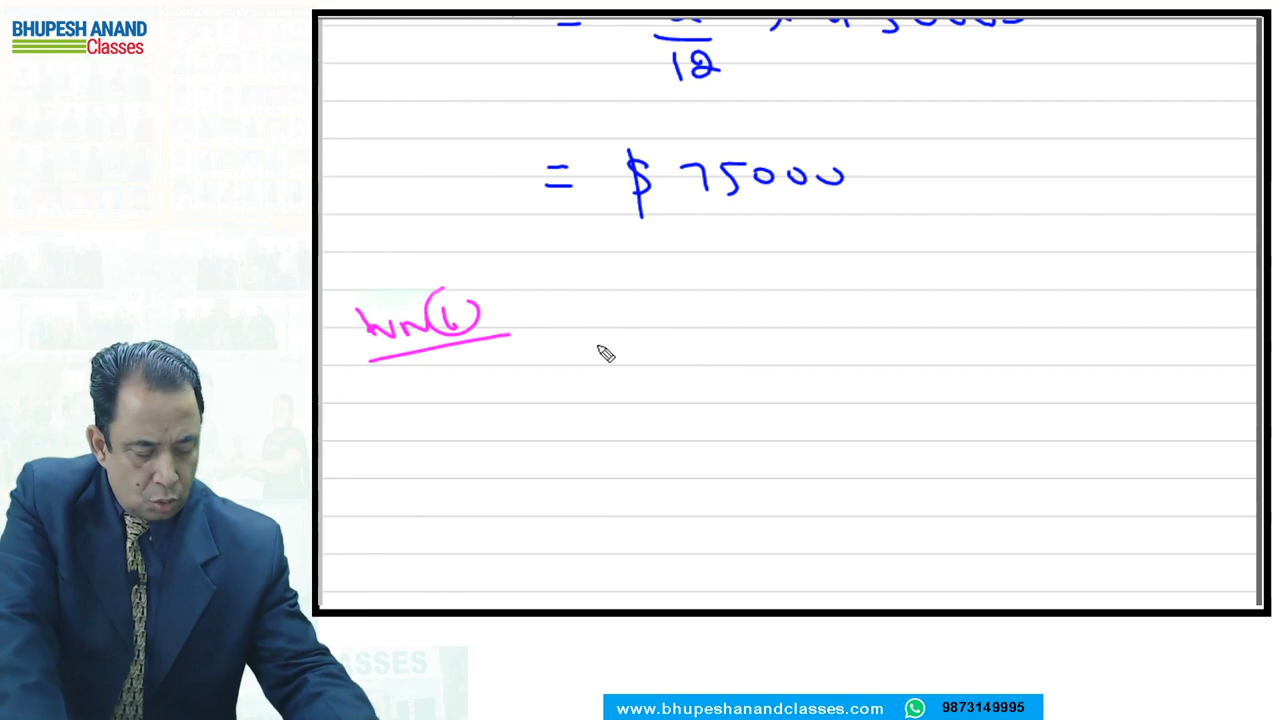 BHUPESH ANAND
Classes
=
12
= $ 75000
WN(6)
www.bhupeshanandclasses.com 9873149995